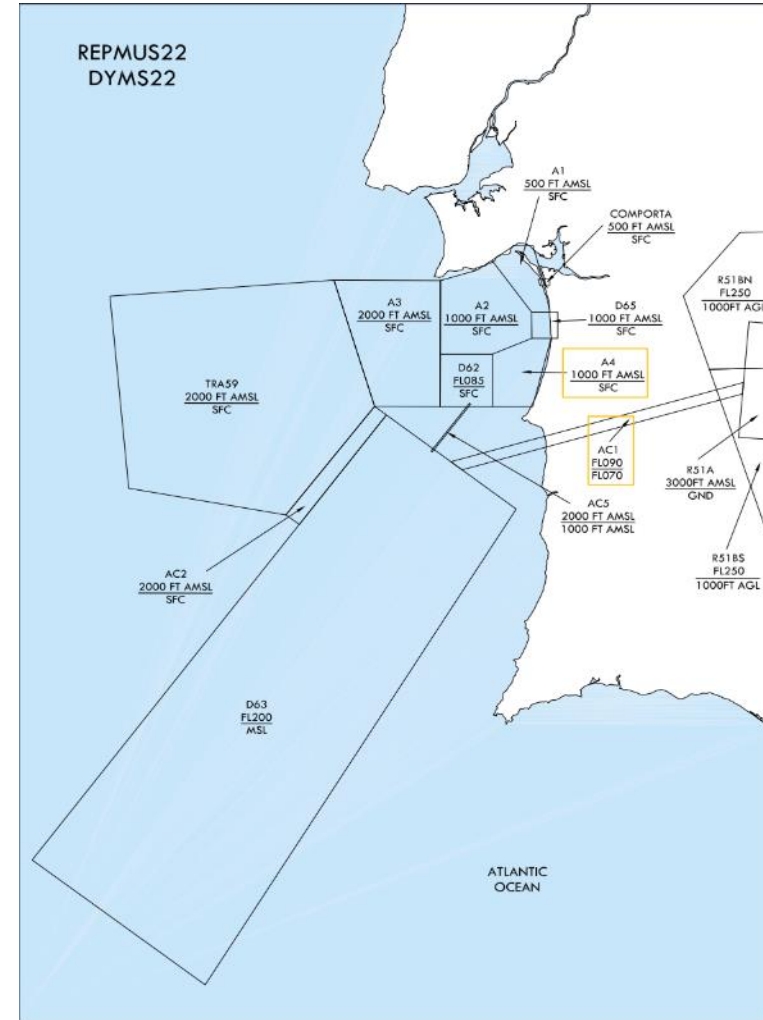 REPMUS22
DYMS22
A1
500 FT AMSL
SFC
COMPORTA
500 FT AMSL
SFC
R51BN
FL250
1000FT AGL
A3
2000 FT AMSL
SFC
A2
1000 FT AMSL
SFC
D65
1000 FT AMSL
SFC
D62
FL085
SFC
A4
1000 FT AMSL
SFC
TRA59
2000 FT AMSL
SFC
AC1
FL090
FL070
R51A
3000FT AMSL
GND
AC5
2000 FT AMSL
1000 FT AMSL
R51BS
FL250
1000FT AGL
AC2
2000 FT AMSL
SFC
D63
FL200
MSL
ATLANTIC
OCEAN